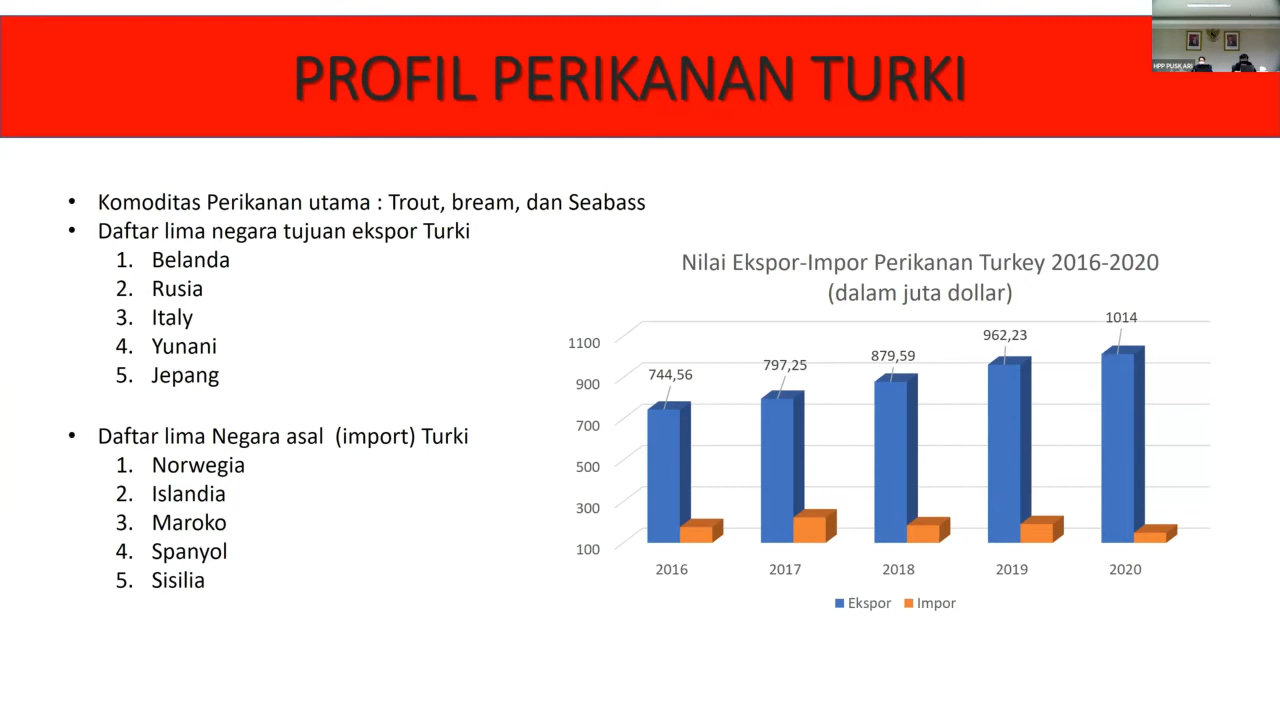 PROFIL PERIKANAN TURKI
HPP PUSKARI
• Komoditas Perikanan utama : Trout, bream, dan Seabass
• Daftar lima negara tujuan ekspor Turki
1. Belanda
2. Rusia
3. Italy
4. Yunani
5. Jepang
• Daftar lima Negara asal (import) Turki
1. Norwegia
2. Islandia
3. Maroko
4. Spanyol
5. Sisilia
Nilai Ekspor-Impor Perikanan Turkey 2016-2020
(dalam juta dollar)
1100
900
700
500
300
100
744,56
797,25
879,59
962,23
1014
2016 2017 2018 2019 2020
Ekspor Impor